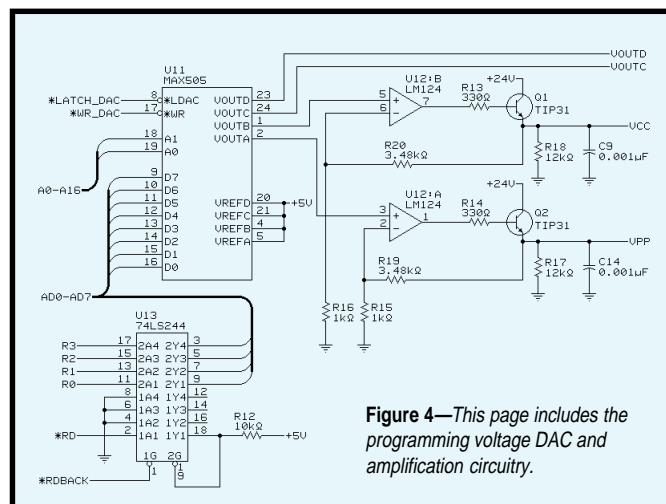 U11
MAX505
*LATCH_DAC 8 *LDAC VOUTD 23 VOUTD
*WR_DAC 17 *WR VOUTC 24 VOUTC
VOUTB 1
18 A1 VOUTA 2
19 A0
A0-A16
9 D7
10 D6
11 D5 VREFD 20 +5V
12 D4 VREFC 21
13 D3 VREFB 4
14 D2 VREFA 5
15 D1
16 D0
AD0-AD7
U12:B
LM124
5 +
6 -
7
R13
330Ω
+24V
Q1
TIP31
VCC
R20
3.48kΩ
R18
12kΩ
C9
0.001µF
U12:A
LM124
3 +
2 -
1
R14
330Ω
+24V
Q2
TIP31
VPP
R19
3.48kΩ
R17
12kΩ
C14
0.001µF
R16
1kΩ
R15
1kΩ
U13
74LS244
R3 17 2A4 2Y4 3
R2 15 2A3 2Y3 5
R1 13 2A2 2Y2 7
R0 11 2A1 2Y1 9
8 1A4 1Y4 12
6 1A3 1Y3 14
4 1A2 1Y2 16
*RD 2 1A1 1Y1 18
R12
10kΩ
+5V
1G 2G
1 19
*RDBACK
Figure 4—This page includes the
programming voltage DAC and
amplification circuitry.